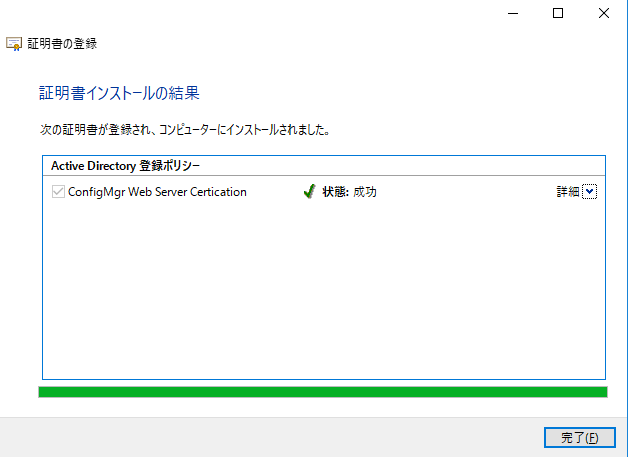 証明書の登録
証明書インストールの結果
次の証明書が登録され、コンピューターにインストールされました。
Active Directory 登録ポリシー
ConfigMgr Web Server Certication 状態: 成功 詳細
完了(F)